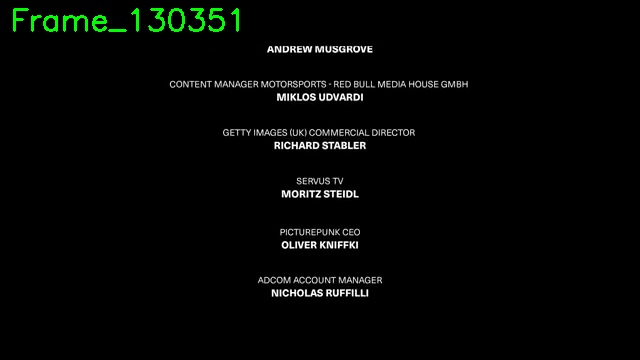 Frame_130351
ANDREW MUSGROVE
CONTENT MANAGER MOTORSPORTS - RED BULL MEDIA HOUSE GMBH
MIKLOS UDVARDI
GETTY IMAGES (UK) COMMERCIAL DIRECTOR
RICHARD STABLER
SERVUS TV
MORITZ STEIDL
PICTUREPUNK CEO
OLIVER KNIFFKI
ADCOM ACCOUNT MANAGER
NICHOLAS RUFFILLI